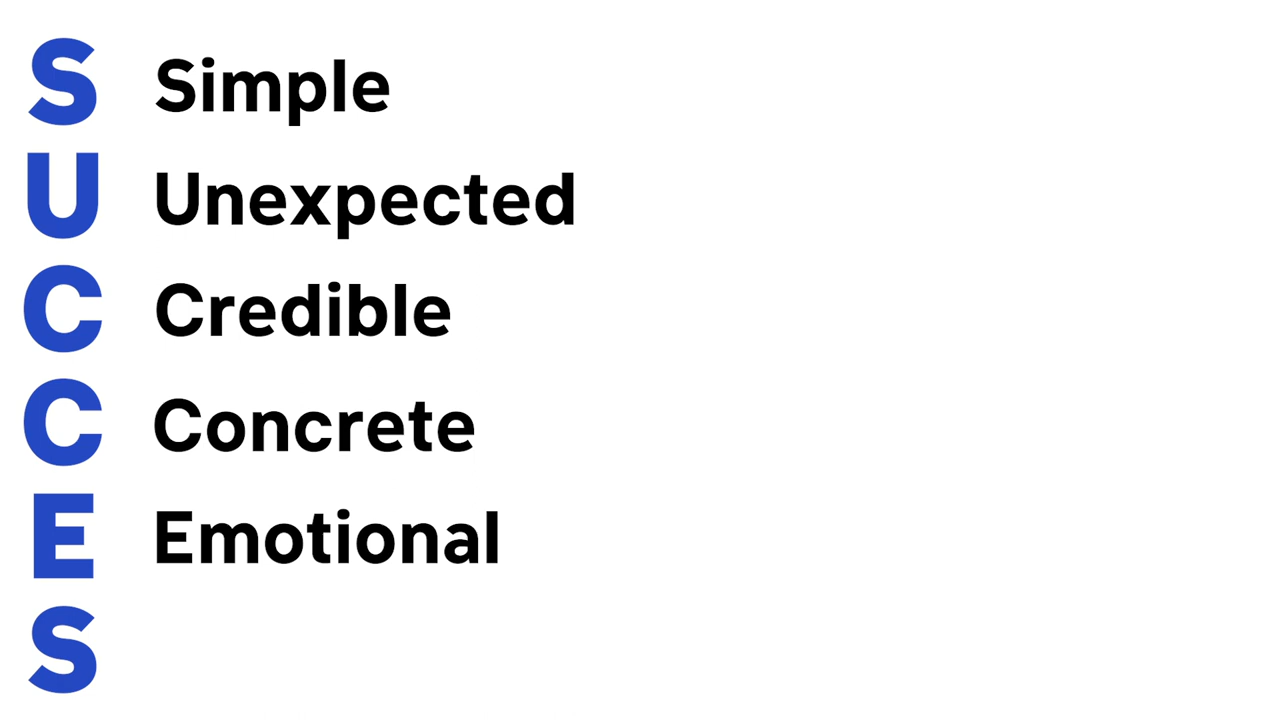 S Simple
U Unexpected
C Credible
C Concrete
E Emotional
S